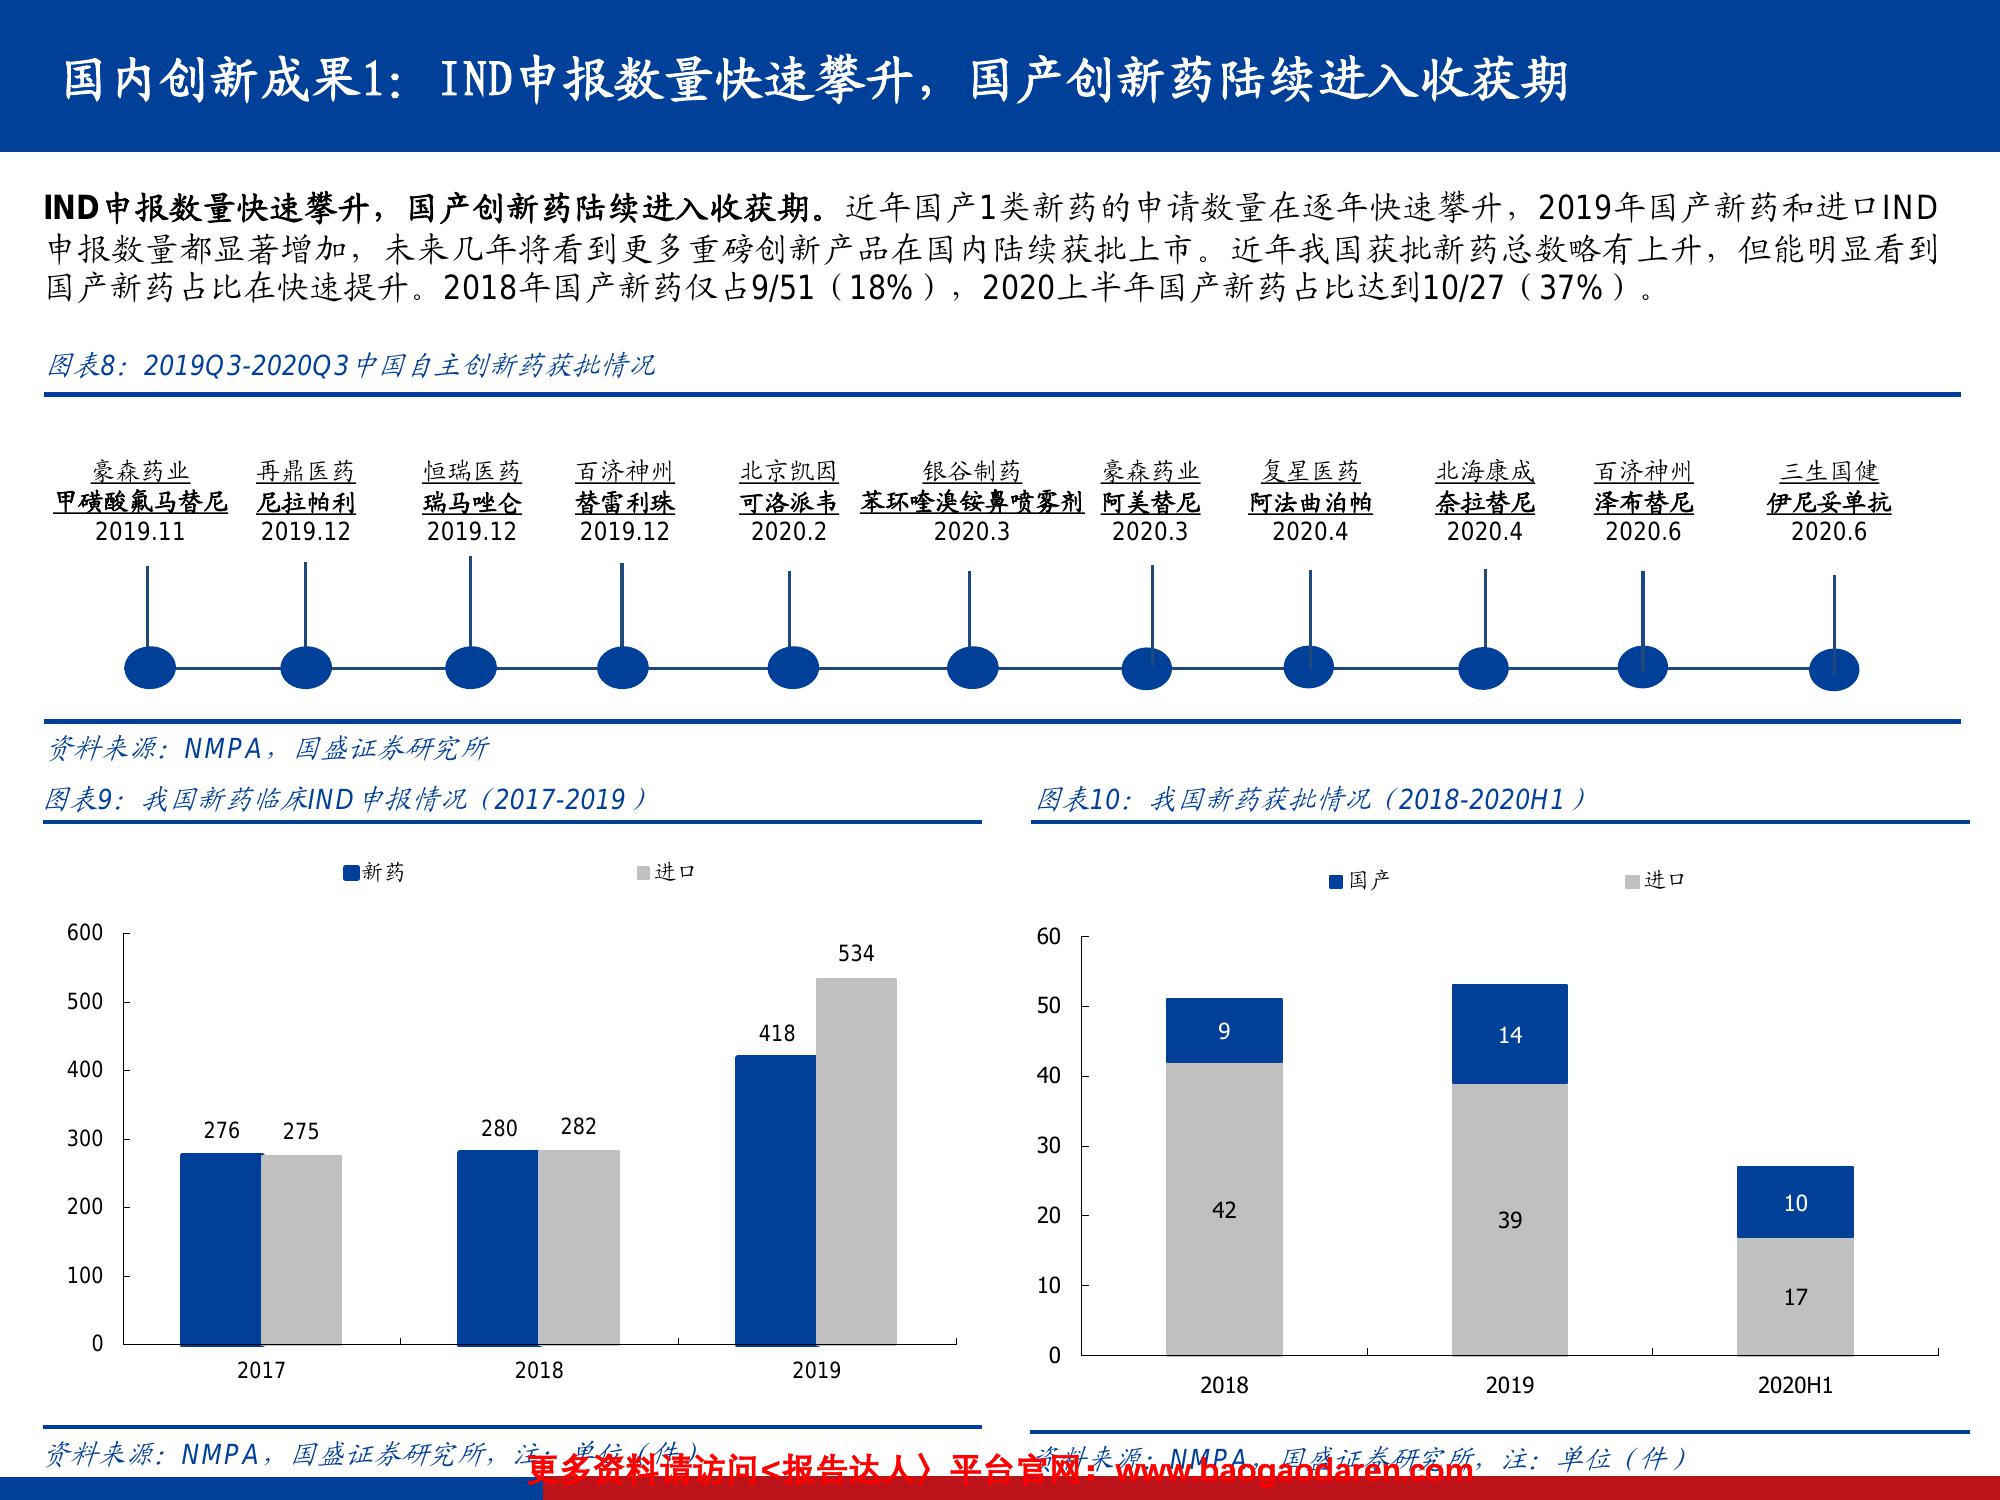 国内创新成果1：IND申报数量快速攀升，国产创新药陆续进入收获期
IND申报数量快速攀升，国产创新药陆续进入收获期。近年国产1类新药的申请数量在逐年快速攀升，2019年国产新药和进口IND
申报数量都显著增加，未来几年将看到更多重磅创新产品在国内陆续获批上市。近年我国获批新药总数略有上升，但能明显看到
国产新药占比在快速提升。2018年国产新药仅占9/51（18%），2020上半年国产新药占比达到10/27（37%）。
图表8：2019Q3-2020Q3中国自主创新药获批情况
豪森药业
甲磺酸氟马替尼
2019.11
再鼎医药
尼拉帕利
2019.12
恒瑞医药
瑞马唑仑
2019.12
百济神州
替雷利珠
2019.12
北京凯因
可洛派韦
2020.2
银谷制药
苯环喹溴铵鼻喷雾剂
2020.3
豪森药业
阿美替尼
2020.3
复星医药
阿法曲泊帕
2020.4
北海康成
奈拉替尼
2020.4
百济神州
泽布替尼
2020.6
三生国健
伊尼妥单抗
2020.6
资料来源：NMPA，国盛证券研究所
图表9：我国新药临床IND申报情况（2017-2019）
新药 进口
600
500
400
300
200
100
0
276 275
280 282
418 534
2017 2018 2019
资料来源：NMPA，国盛证券研究所，注：单位（件）
图表10：我国新药获批情况（2018-2020H1）
国产 进口
60
50
40
30
20
10
0
9 14 10
42 39 17
2018 2019 2020H1
资料来源：NMPA，国盛证券研究所，注：单位（件）
更多资料请访问<报告达人〉平台官网：www.baogaodaren.com